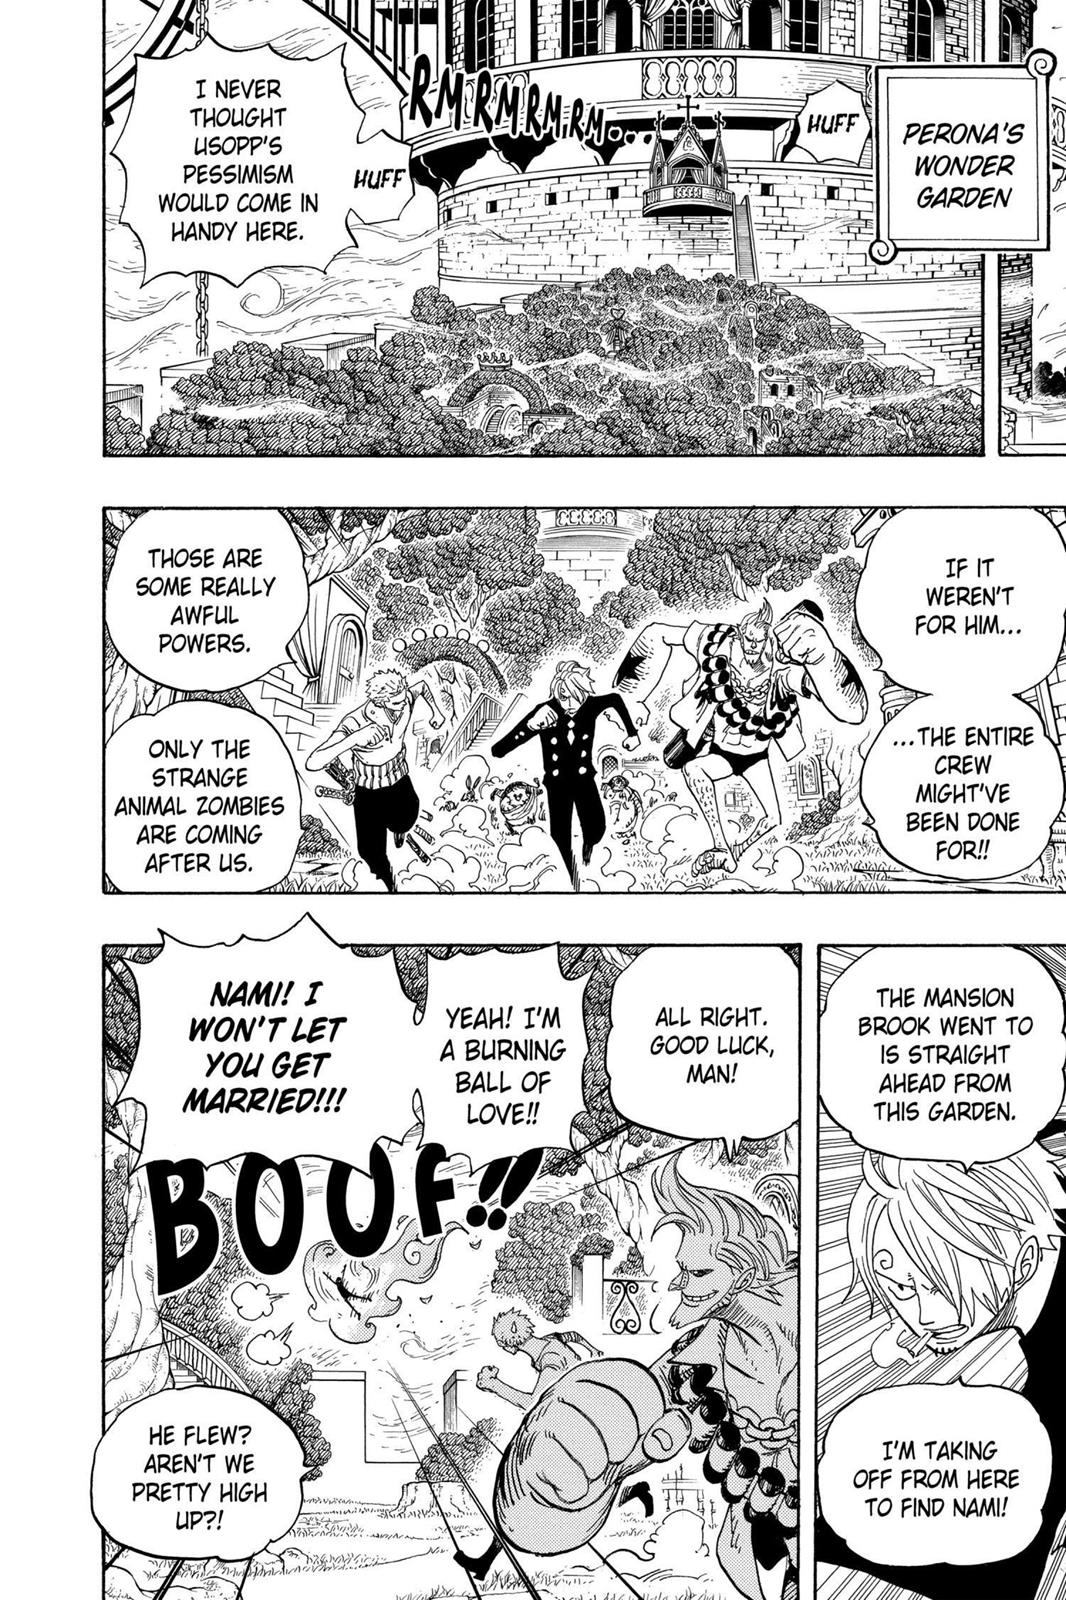 PERONA'S
WONDER
GARDEN
HUFF
RM RM RM, RM...
HUFF
I NEVER
THOUGHT
USOPP'S
PESSIMISM
WOULD COME IN
HANDY HERE.
IF IT
WEREN'T
FOR HIM...
...THE ENTIRE
CREW
MIGHT'VE
BEEN DONE
FOR!!
THOSE ARE
SOME REALLY
AWFUL
POWERS.
ONLY THE
STRANGE
ANIMAL ZOMBIES
ARE COMING
AFTER US.
THE MANSION
BROOK WENT TO
IS STRAIGHT
AHEAD FROM
THIS GARDEN.
I'M TAKING
OFF FROM HERE
TO FIND NAMI!
ALL RIGHT.
GOOD LUCK,
MAN!
YEAH! I'M
A BURNING
BALL OF
LOVE!!
NAMI! I
WON'T LET
YOU GET
MARRIED!!!
BOUF!!
HE FLEW?
AREN'T WE
PRETTY HIGH
UP?!